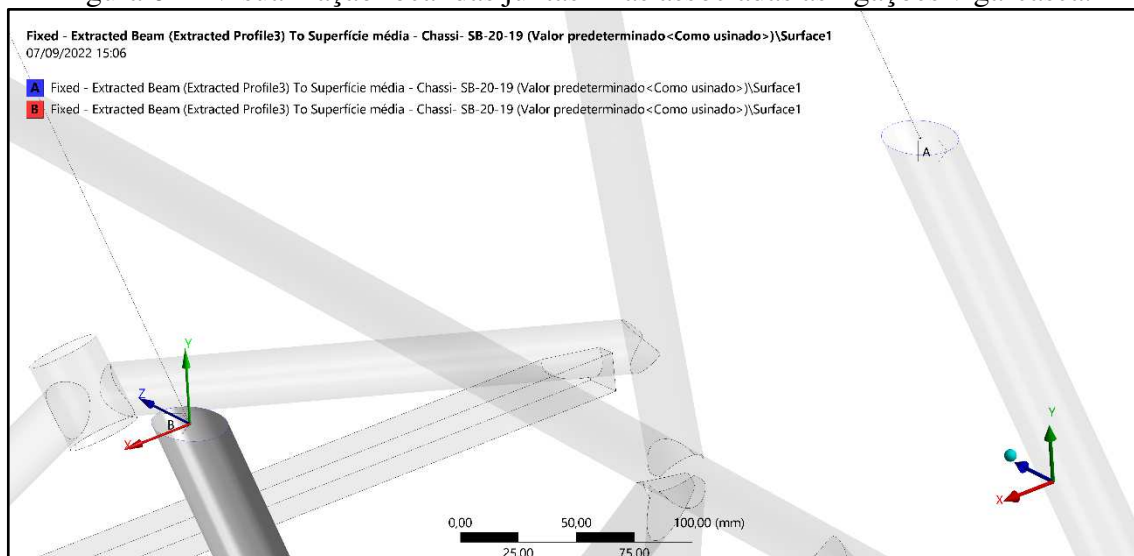 Fixed - Extracted Beam (Extracted Profile3) To Superfície média - Chassi- SB-20-19 (Valor predeterminado<Como usinado>)\Surface1
07/09/2022 15:06
A Fixed - Extracted Beam (Extracted Profile3) To Superfície média - Chassi- SB-20-19 (Valor predeterminado<Como usinado>)\Surface1
B Fixed - Extracted Beam (Extracted Profile3) To Superfície média - Chassi- SB-20-19 (Valor predeterminado<Como usinado>)\Surface1
A
Y
Z
B
X
Y
X
0,00 50,00 100,00 (mm)
25,00 75,00